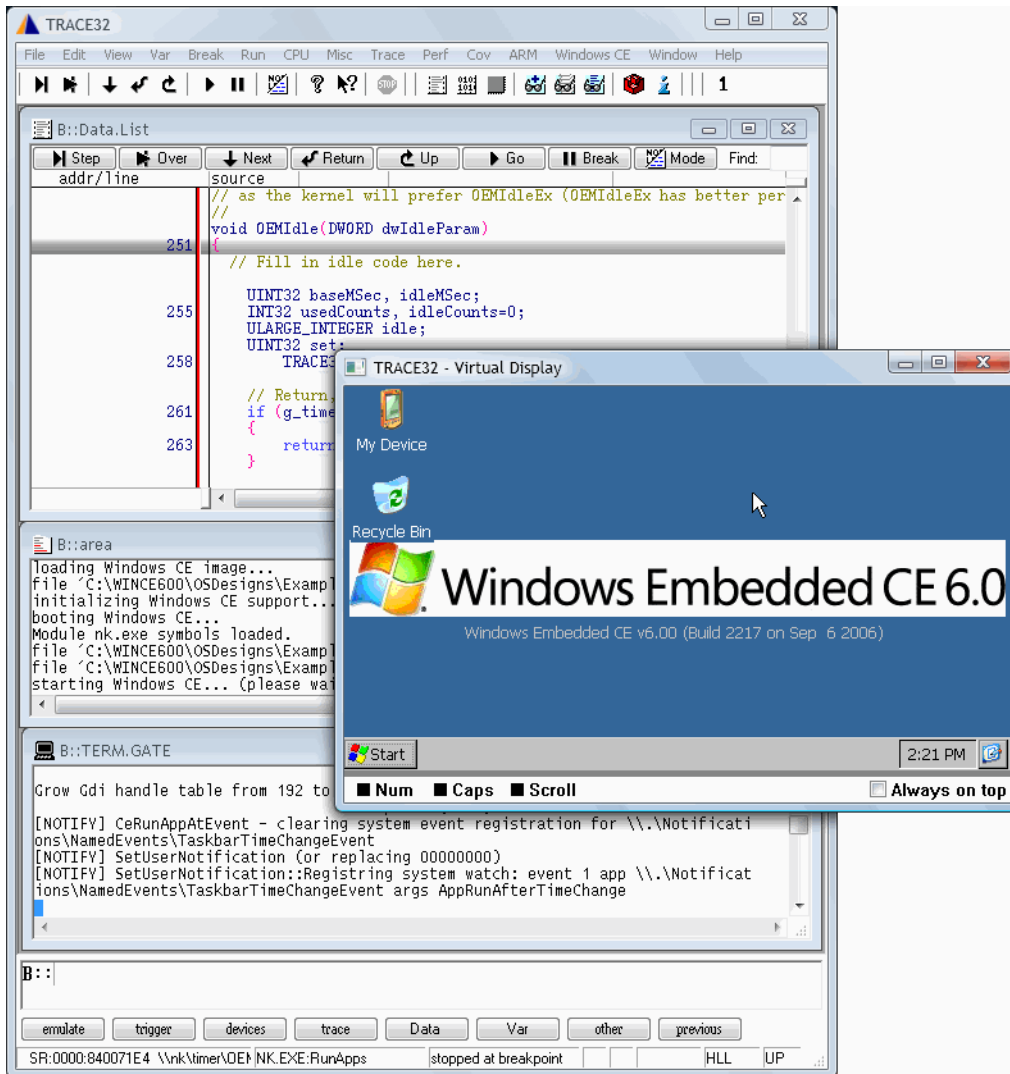 TRACE32
File Edit View Var Break Run CPU Misc Trace Perf Cov ARM Windows CE Window Help
STOP 1
B::Data.List
Step Over Next Return Up Go Break Mode Find:
addr/line source
// as the kernel will prefer OEMIdleEx (OEMIdleEx has better per
//
void OEMIdle(DWORD dwIdleParam)
251 {
// Fill in idle code here.
UINT32 baseMSec, idleMSec;
255 INT32 usedCounts, idleCounts=0;
ULARGE_INTEGER idle;
UINT32 set;
258 TRACE3
// Return,
261 if (g_time
{
263 return
}
TRACE32 - Virtual Display
My Device
Recycle Bin
Windows Embedded CE 6.0
Windows Embedded CE v6.00 (Build 2217 on Sep 6 2006)
Start 2:21 PM
Num Caps Scroll Always on top
B::area
loading Windows CE image...
file ´C:\WINCE600\OSDesigns\Exampl
initializing Windows CE support...
booting Windows CE...
Module nk.exe symbols loaded.
file ´C:\WINCE600\OSDesigns\Exampl
file ´C:\WINCE600\OSDesigns\Exampl
starting Windows CE... (please wai
B::TERM.GATE
Grow Gdi handle table from 192 to
[NOTIFY] CeRunAppAtEvent - clearing system event registration for \\.\Notificati
ons\NamedEvents\TaskbarTimeChangeEvent
[NOTIFY] SetUserNotification (or replacing 00000000)
[NOTIFY] SetUserNotification::Registring system watch: event 1 app \\.\Notificat
ions\NamedEvents\TaskbarTimeChangeEvent args AppRunAfterTimeChange
B::
emulate trigger devices trace Data Var other previous
SR:0000:840071E4 \\nk\timer\OEM NK.EXE:RunApps stopped at breakpoint HLL UP